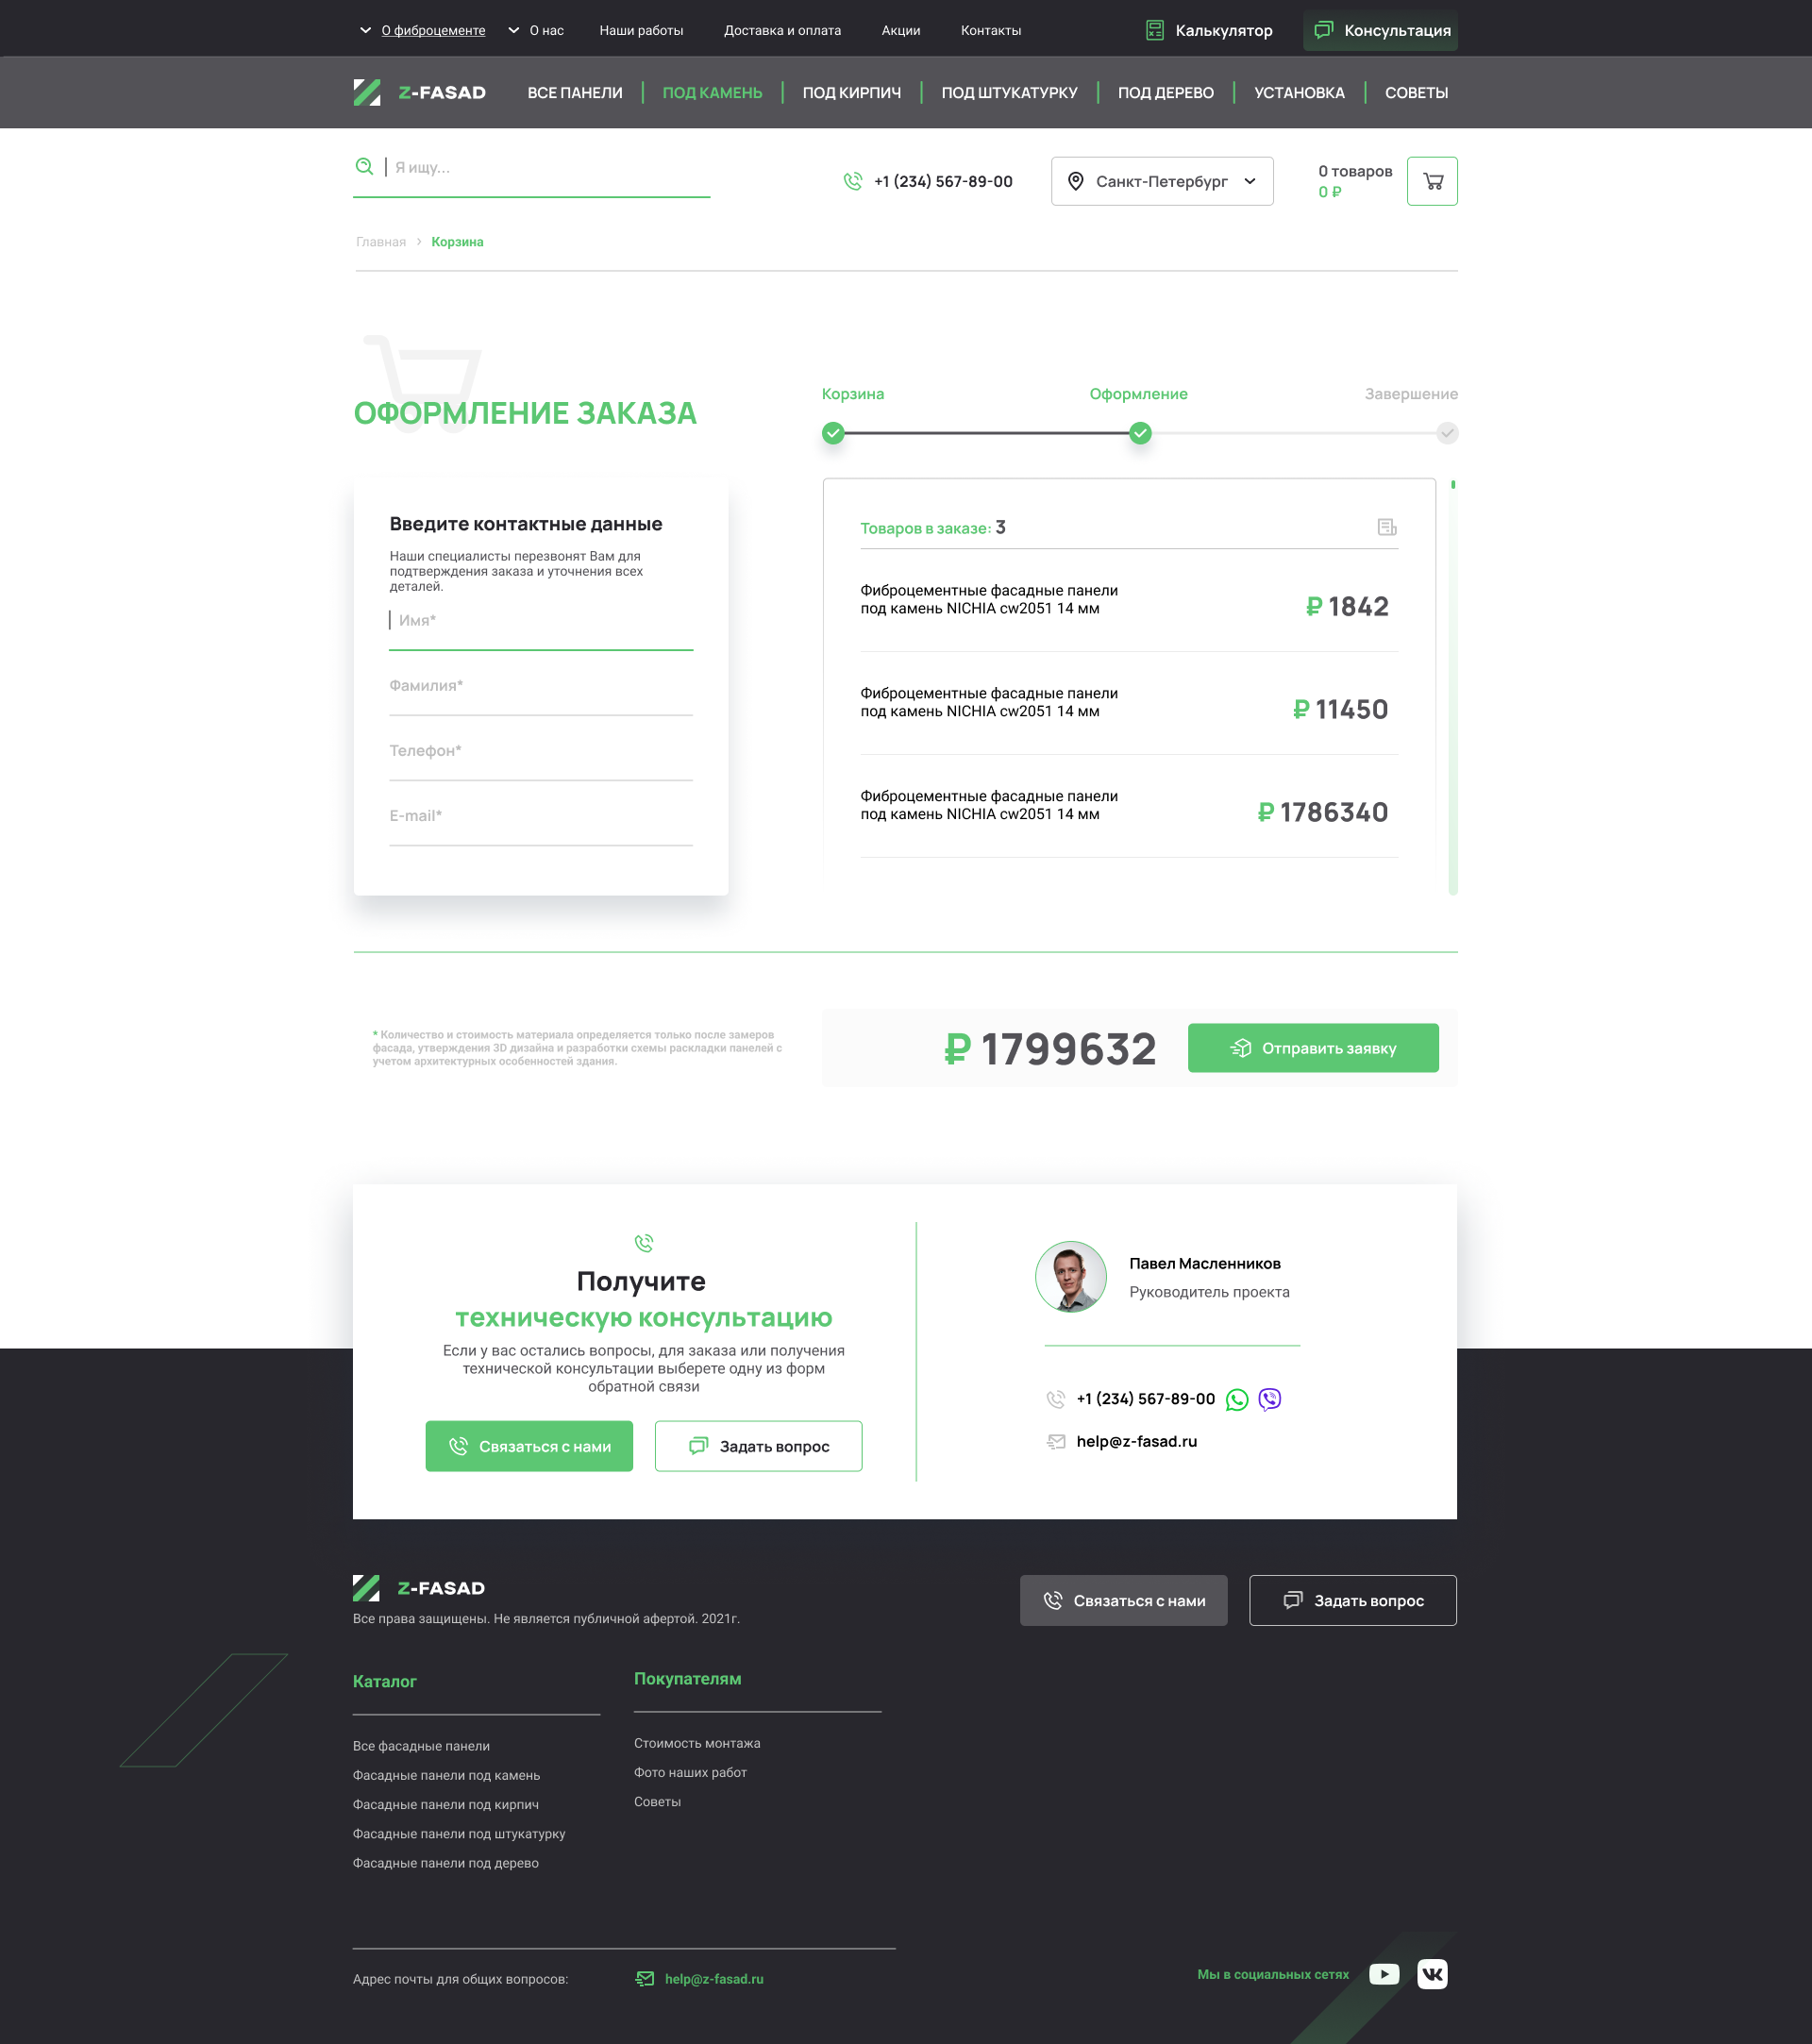 О фиброцементе
О нас
Наши работы
Доставка и оплата
Акции
Контакты
Калькулятор
Консультация
Z-FASAD
ВСЕ ПАНЕЛИ
ПОД КАМЕНЬ
ПОД КИРПИЧ
ПОД ШТУКАТУРКУ
ПОД ДЕРЕВО
УСТАНОВКА
СОВЕТЫ
Я ищу...
+1 (234) 567-89-00
Санкт-Петербург
0 товаров
0 ₽
Главная
Корзина
ОФОРМЛЕНИЕ ЗАКАЗА
Корзина
Оформление
Завершение
Введите контактные данные
Наши специалисты перезвонят Вам для
подтверждения заказа и уточнения всех
деталей.
Имя*
Фамилия*
Телефон*
E-mail*
Товаров в заказе: 3
Фиброцементные фасадные панели
под камень NICHIA cw2051 14 мм
₽ 1842
Фиброцементные фасадные панели
под камень NICHIA cw2051 14 мм
₽ 11450
Фиброцементные фасадные панели
под камень NICHIA cw2051 14 мм
₽ 1786340
* Количество и стоимость материала определяется только после замеров
фасада, утверждения 3D дизайна и разработки схемы раскладки панелей с
учетом архитектурных особенностей здания.
₽ 1799632
Отправить заявку
Получите
техническую консультацию
Если у вас остались вопросы, для заказа или получения
технической консультации выберете одну из форм
обратной связи
Связаться с нами
Задать вопрос
Павел Масленников
Руководитель проекта
+1 (234) 567-89-00
help@z-fasad.ru
Z-FASAD
Все права защищены. Не является публичной афертой. 2021г.
Связаться с нами
Задать вопрос
Каталог
Все фасадные панели
Фасадные панели под камень
Фасадные панели под кирпич
Фасадные панели под штукатурку
Фасадные панели под дерево
Покупателям
Стоимость монтажа
Фото наших работ
Советы
Адрес почты для общих вопросов:
help@z-fasad.ru
Мы в социальных сетях